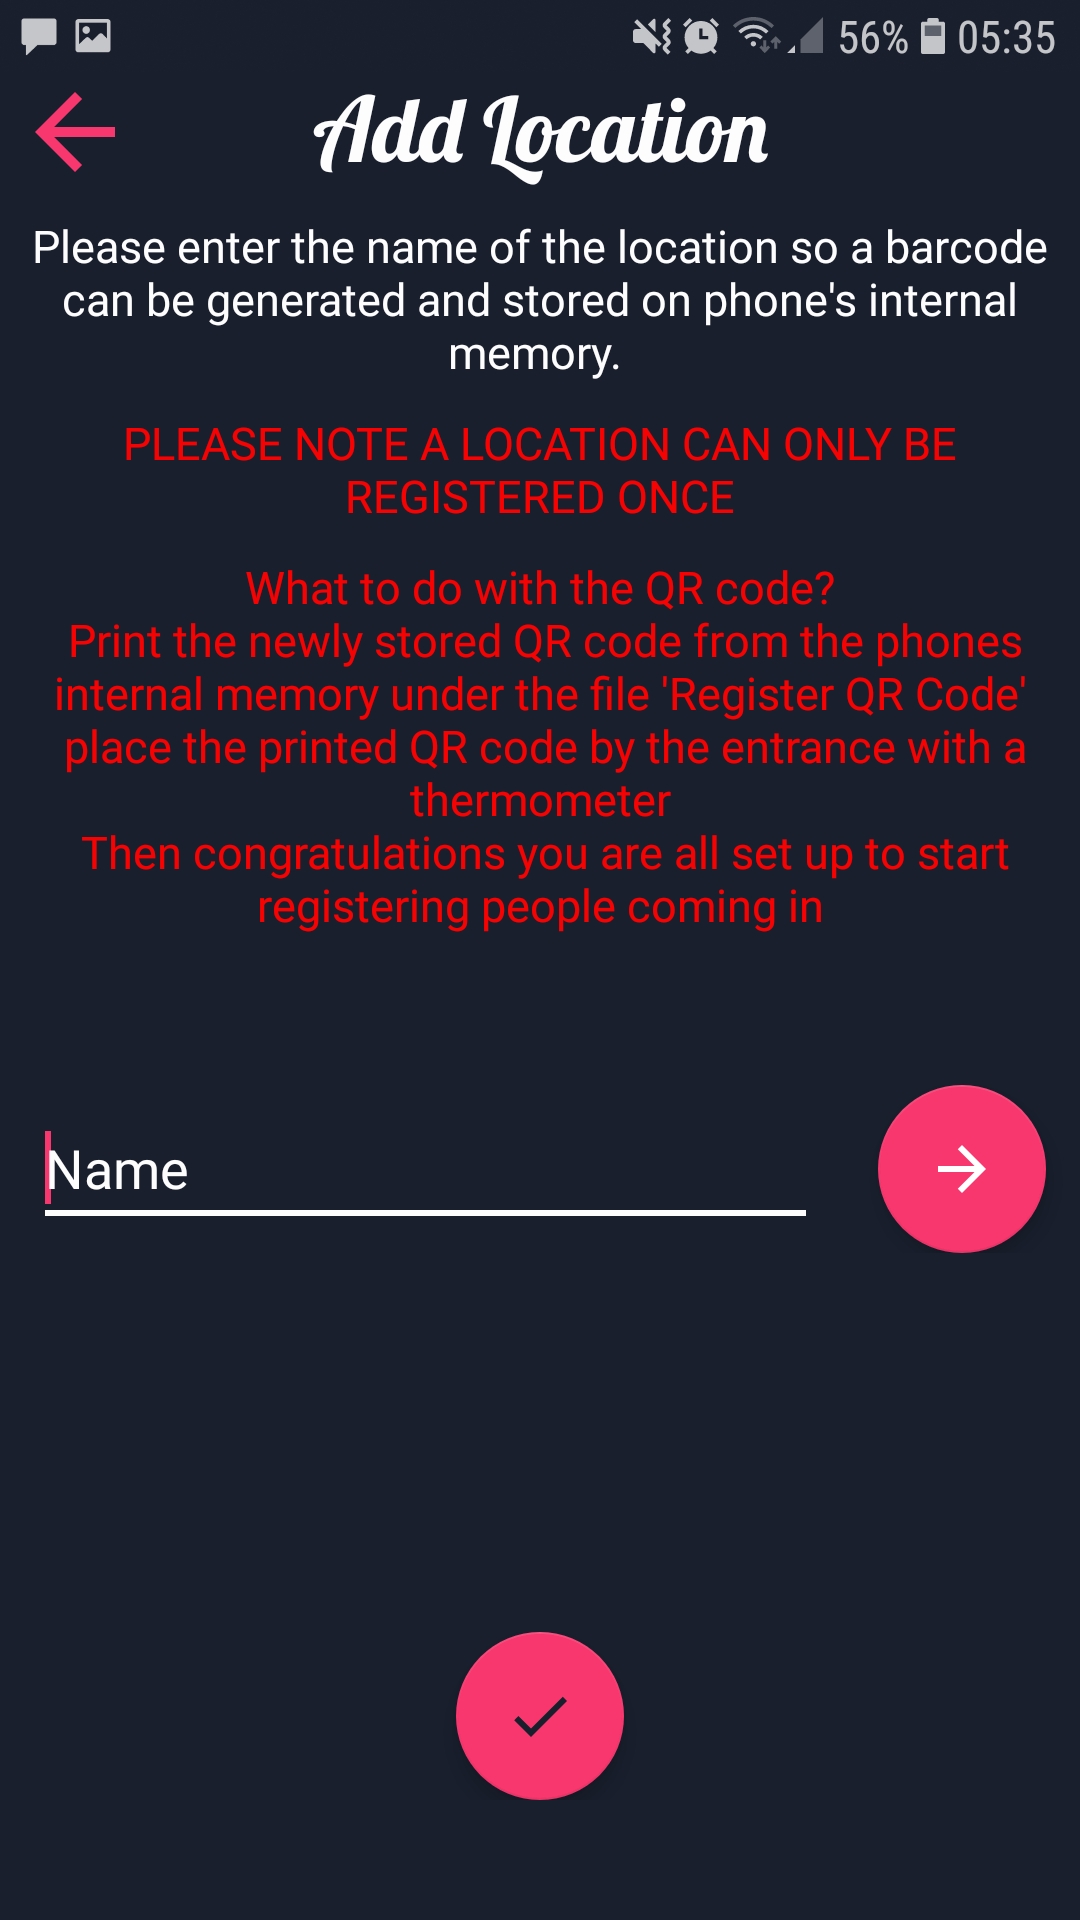 56% 05:35
Add Location
Please enter the name of the location so a barcode
can be generated and stored on phone's internal
memory.
PLEASE NOTE A LOCATION CAN ONLY BE
REGISTERED ONCE
What to do with the QR code?
Print the newly stored QR code from the phones
internal memory under the file 'Register QR Code'
place the printed QR code by the entrance with a
thermometer
Then congratulations you are all set up to start
registering people coming in
Name